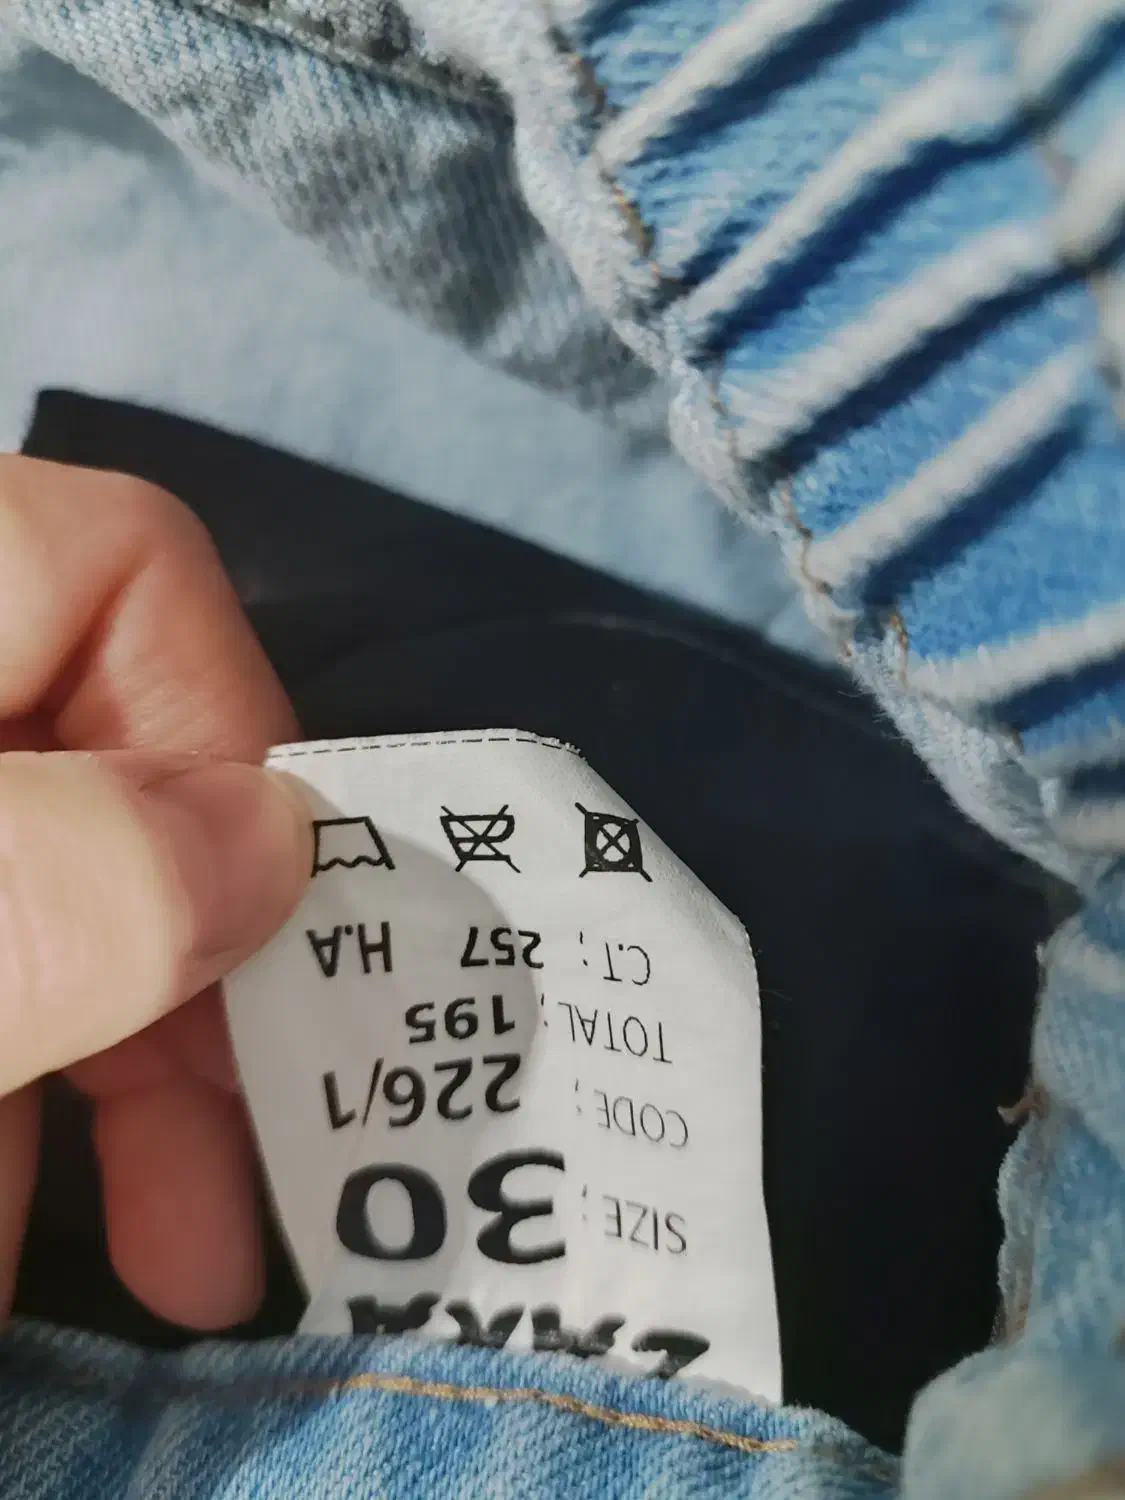 ZARA
SIZE ; 30
CODE ; 226/1
TOTAL ; 195
C.T ; 257 H.A